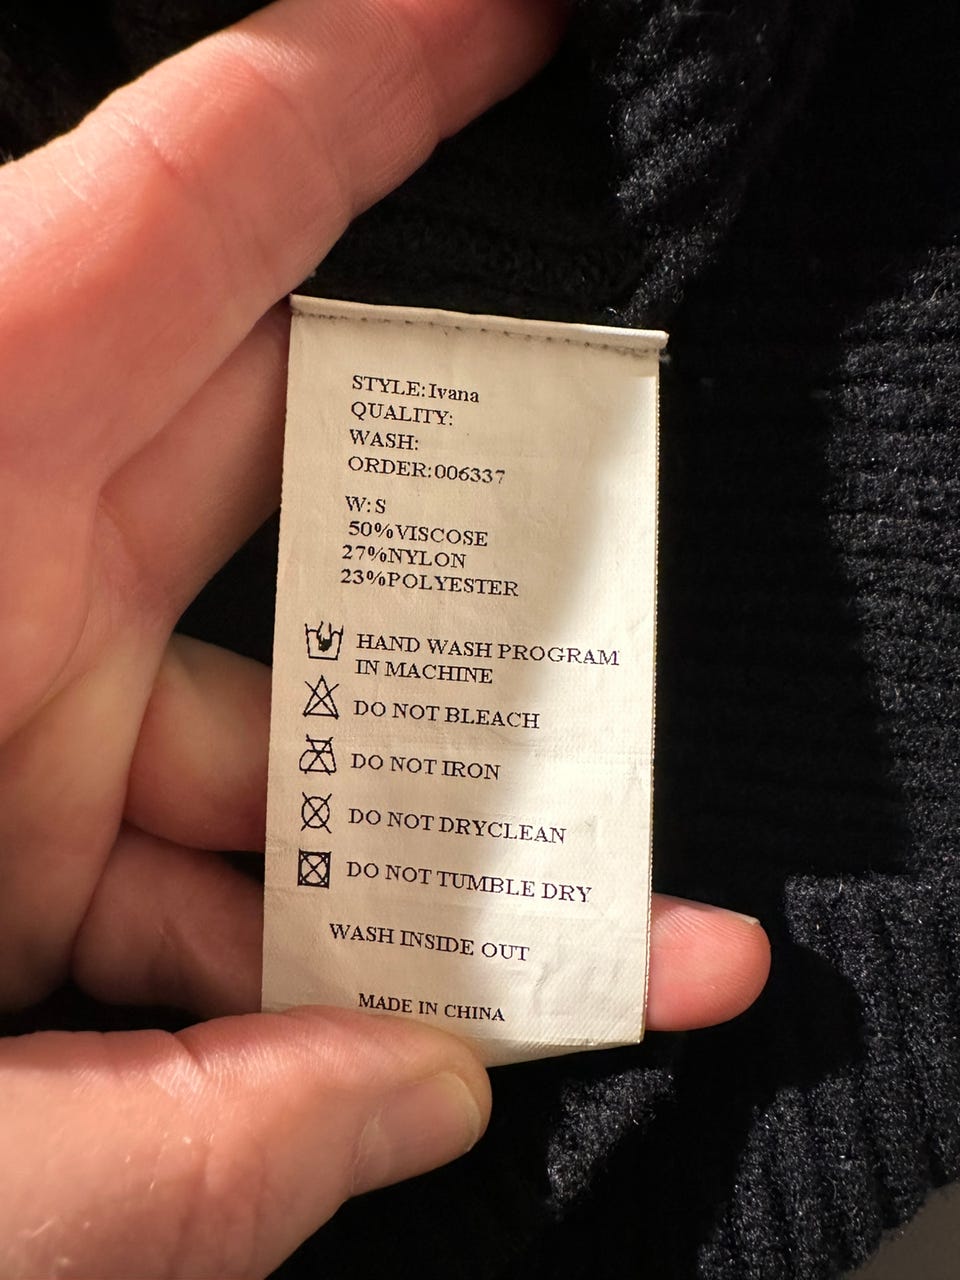 STYLE:Ivana
QUALITY:
WASH:
ORDER:006337
W:S
50%VISCOSE
27%NYLON
23%POLYESTER
HAND WASH PROGRAM
IN MACHINE
DO NOT BLEACH
DO NOT IRON
DO NOT DRYCLEAN
DO NOT TUMBLE DRY
WASH INSIDE OUT
MADE IN CHINA